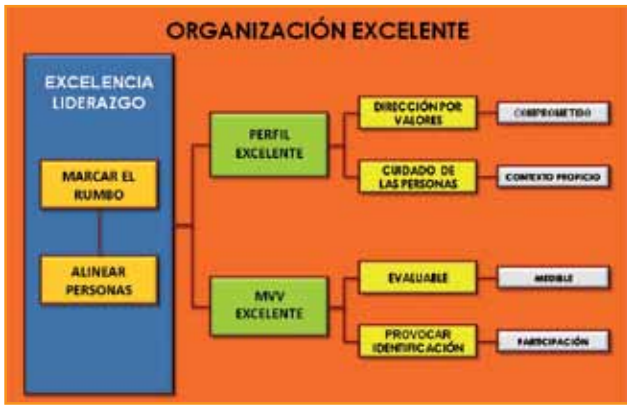 ORGANIZACIÓN EXCELENTE
EXCELENCIA
LIDERAZGO
MARCAR EL
RUMBO
ALINEAR
PERSONAS
PERFIL
EXCELENTE
DIRECCIÓN POR
VALORES
COMPROMETIDO
CUIDADO DE
LAS PERSONAS
CONTEXTO PROPICIO
MVV
EXCELENTE
EVALUABLE
MEDIBLE
PROVOCAR
IDENTIFICACIÓN
PARTICIPACIÓN